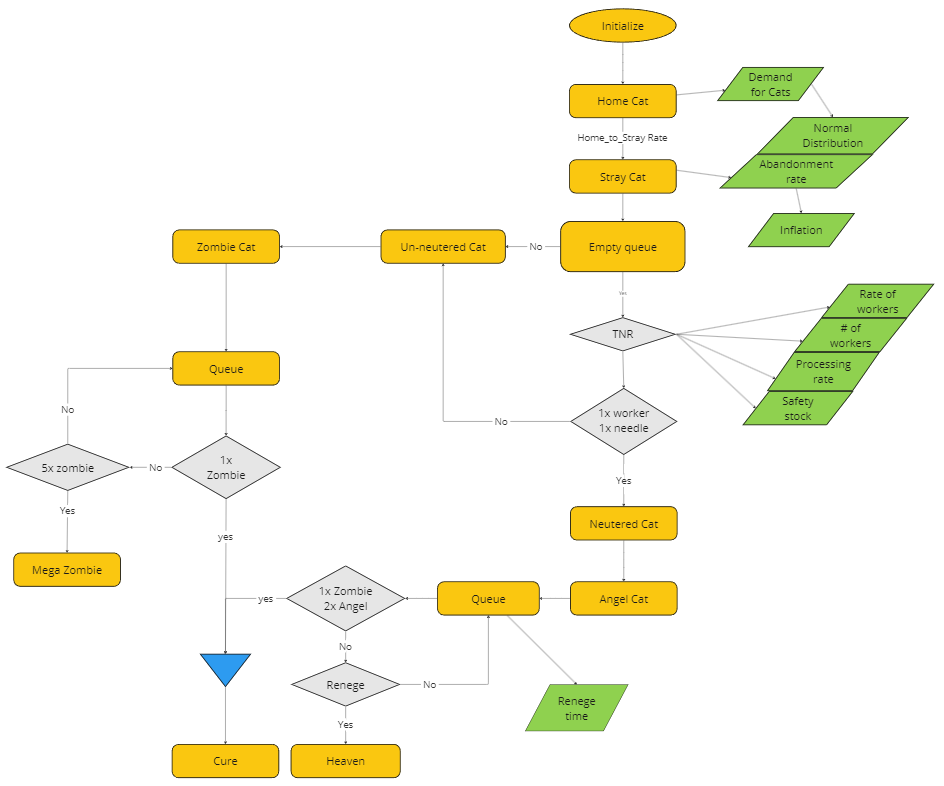 Initialize
Home Cat
Demand
for Cats
Home_to_Stray Rate
Normal
Distribution
Abandonment
rate
Stray Cat
Inflation
Zombie Cat
Un-neutered Cat
No
Empty queue
Yes
TNR
Rate of
workers
# of
workers
Processing
rate
Safety
stock
Queue
No
1x worker
1x needle
No
5x zombie
No
1x
Zombie
Yes
Yes
Neutered Cat
yes
Mega Zombie
yes
1x Zombie
2x Angel
Queue
Angel Cat
No
Renege
No
Renege
time
Yes
Cure
Heaven